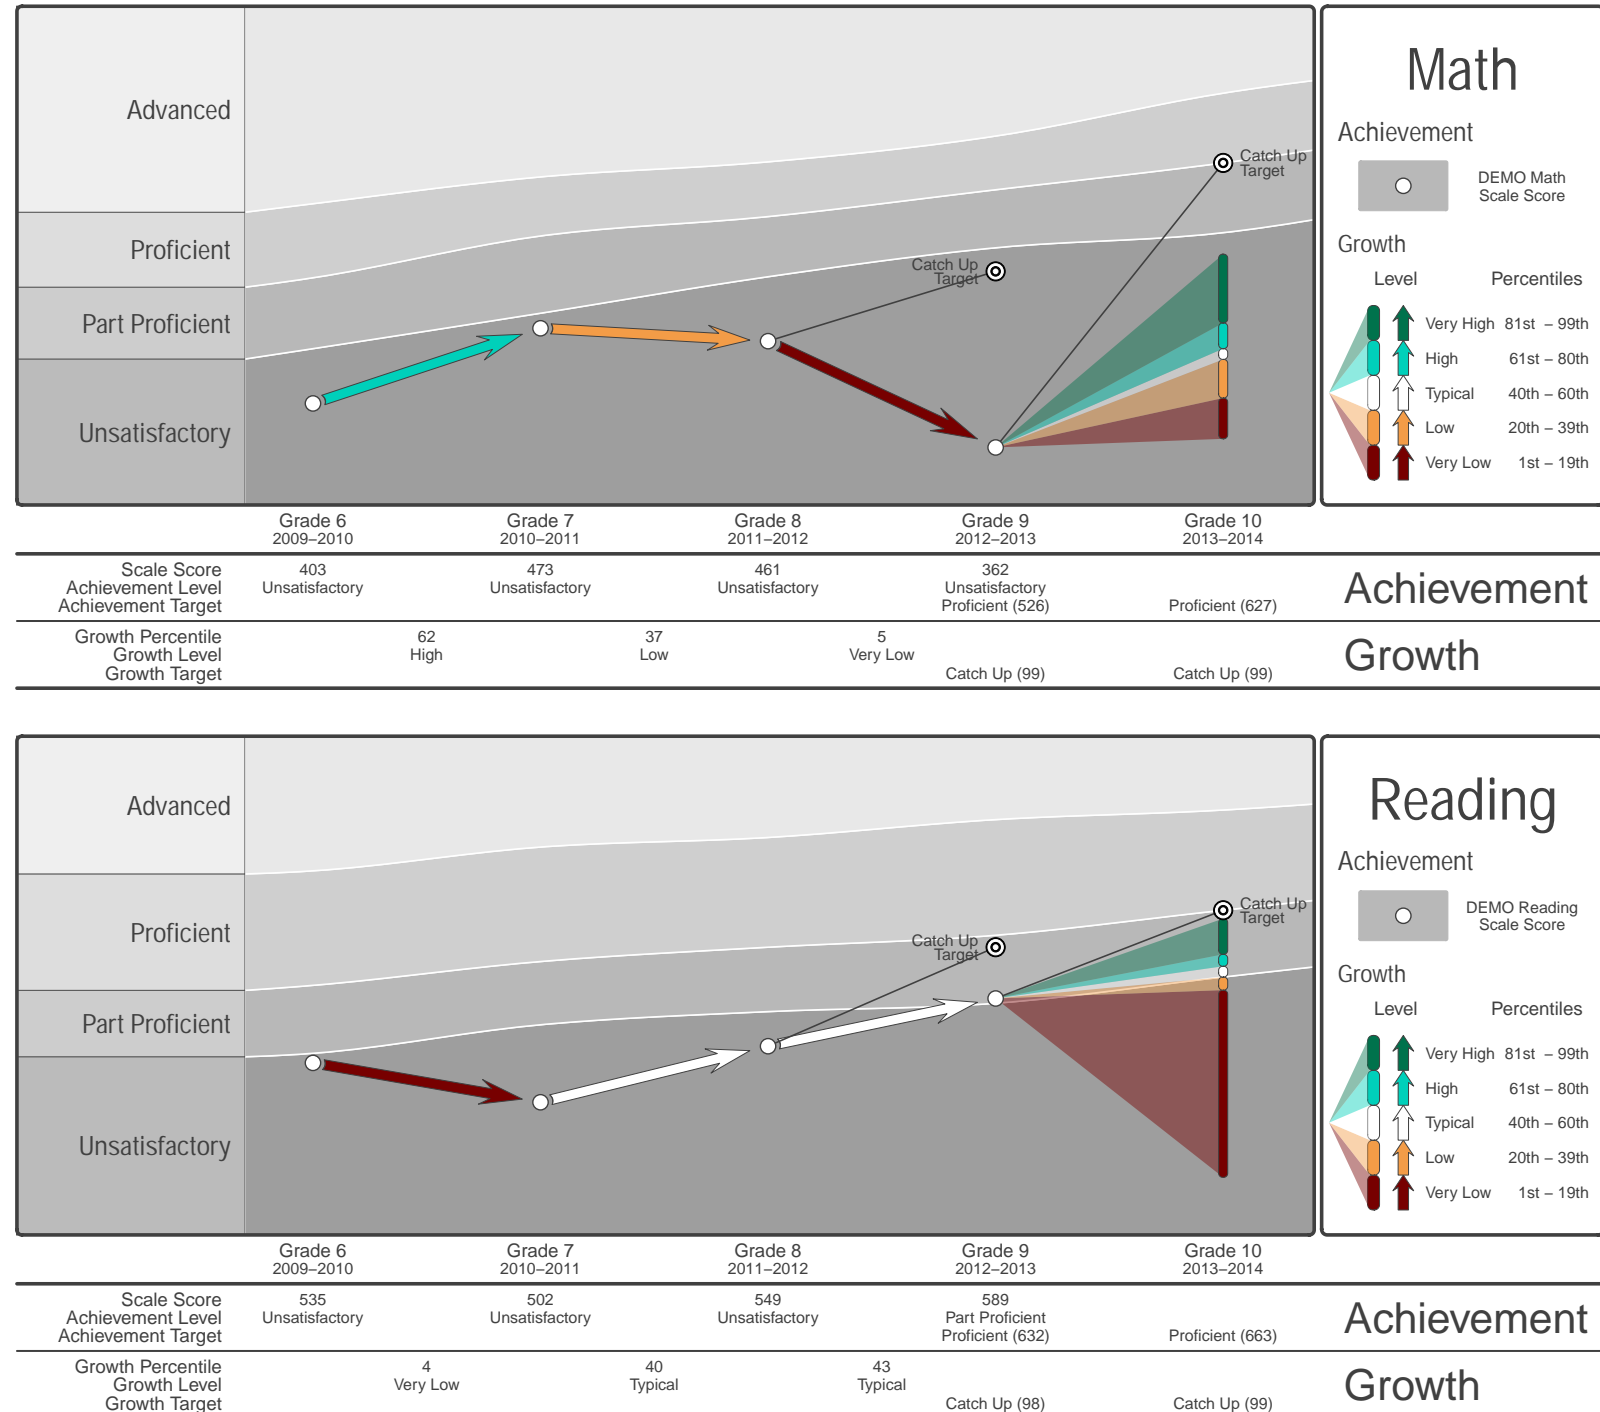 Math
Advanced
Achievement
Catch Up
Target
DEMO Math
Scale Score
Proficient
Growth
Catch Up
Target
Level Percentiles
Part Proficient
Very High 81st – 99th
High 61st – 80th
Typical 40th – 60th
Unsatisfactory
Low 20th – 39th
Very Low 1st – 19th
Grade 6 Grade 7 Grade 8 Grade 9 Grade 10
2009–2010 2010–2011 2011–2012 2012–2013 2013–2014
Scale Score 403 473 461 362
Achievement Level Unsatisfactory Unsatisfactory Unsatisfactory Unsatisfactory
Achievement
Achievement Target Proficient (526) Proficient (627)
Growth Percentile 62 37 5
Growth Level High Low Very Low
Growth
Growth Target Catch Up (99) Catch Up (99)
Reading
Advanced
Achievement
Catch Up
Target
DEMO Reading
Scale Score
Proficient
Catch Up
Target
Growth
Level Percentiles
Part Proficient
Very High 81st – 99th
High 61st – 80th
Typical 40th – 60th
Unsatisfactory
Low 20th – 39th
Very Low 1st – 19th
Grade 6 Grade 7 Grade 8 Grade 9 Grade 10
2009–2010 2010–2011 2011–2012 2012–2013 2013–2014
Scale Score 535 502 549 589
Achievement Level Unsatisfactory Unsatisfactory Unsatisfactory Part Proficient
Achievement
Achievement Target Proficient (632) Proficient (663)
Growth Percentile 4 40 43
Growth Level Very Low Typical Typical
Growth
Growth Target Catch Up (98) Catch Up (99)